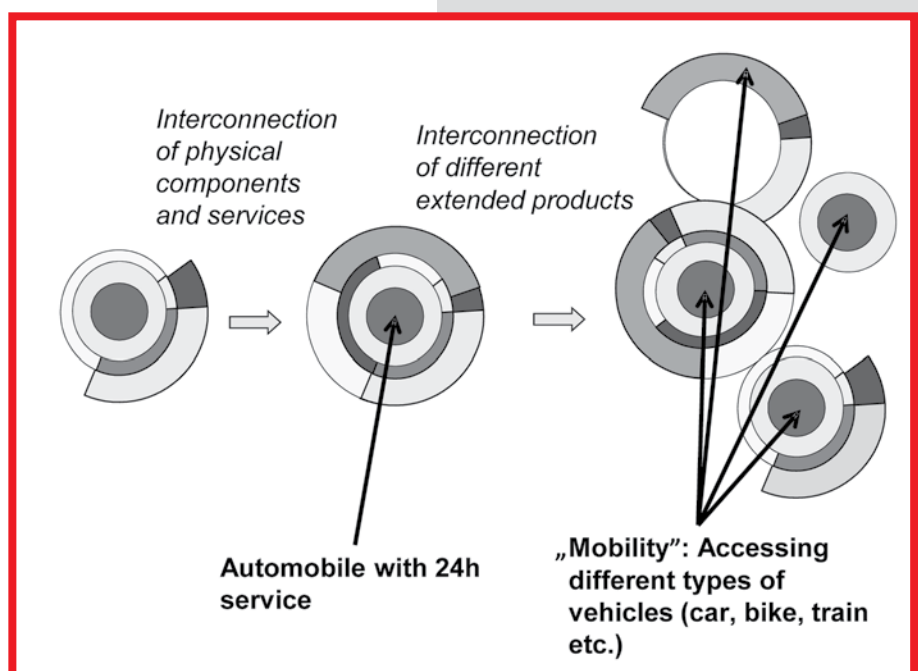 Interconnection
of physical
components
and services
Interconnection
of different
extended products
Automobile with 24h
service
„Mobility”: Accessing
different types of
vehicles (car, bike, train
etc.)